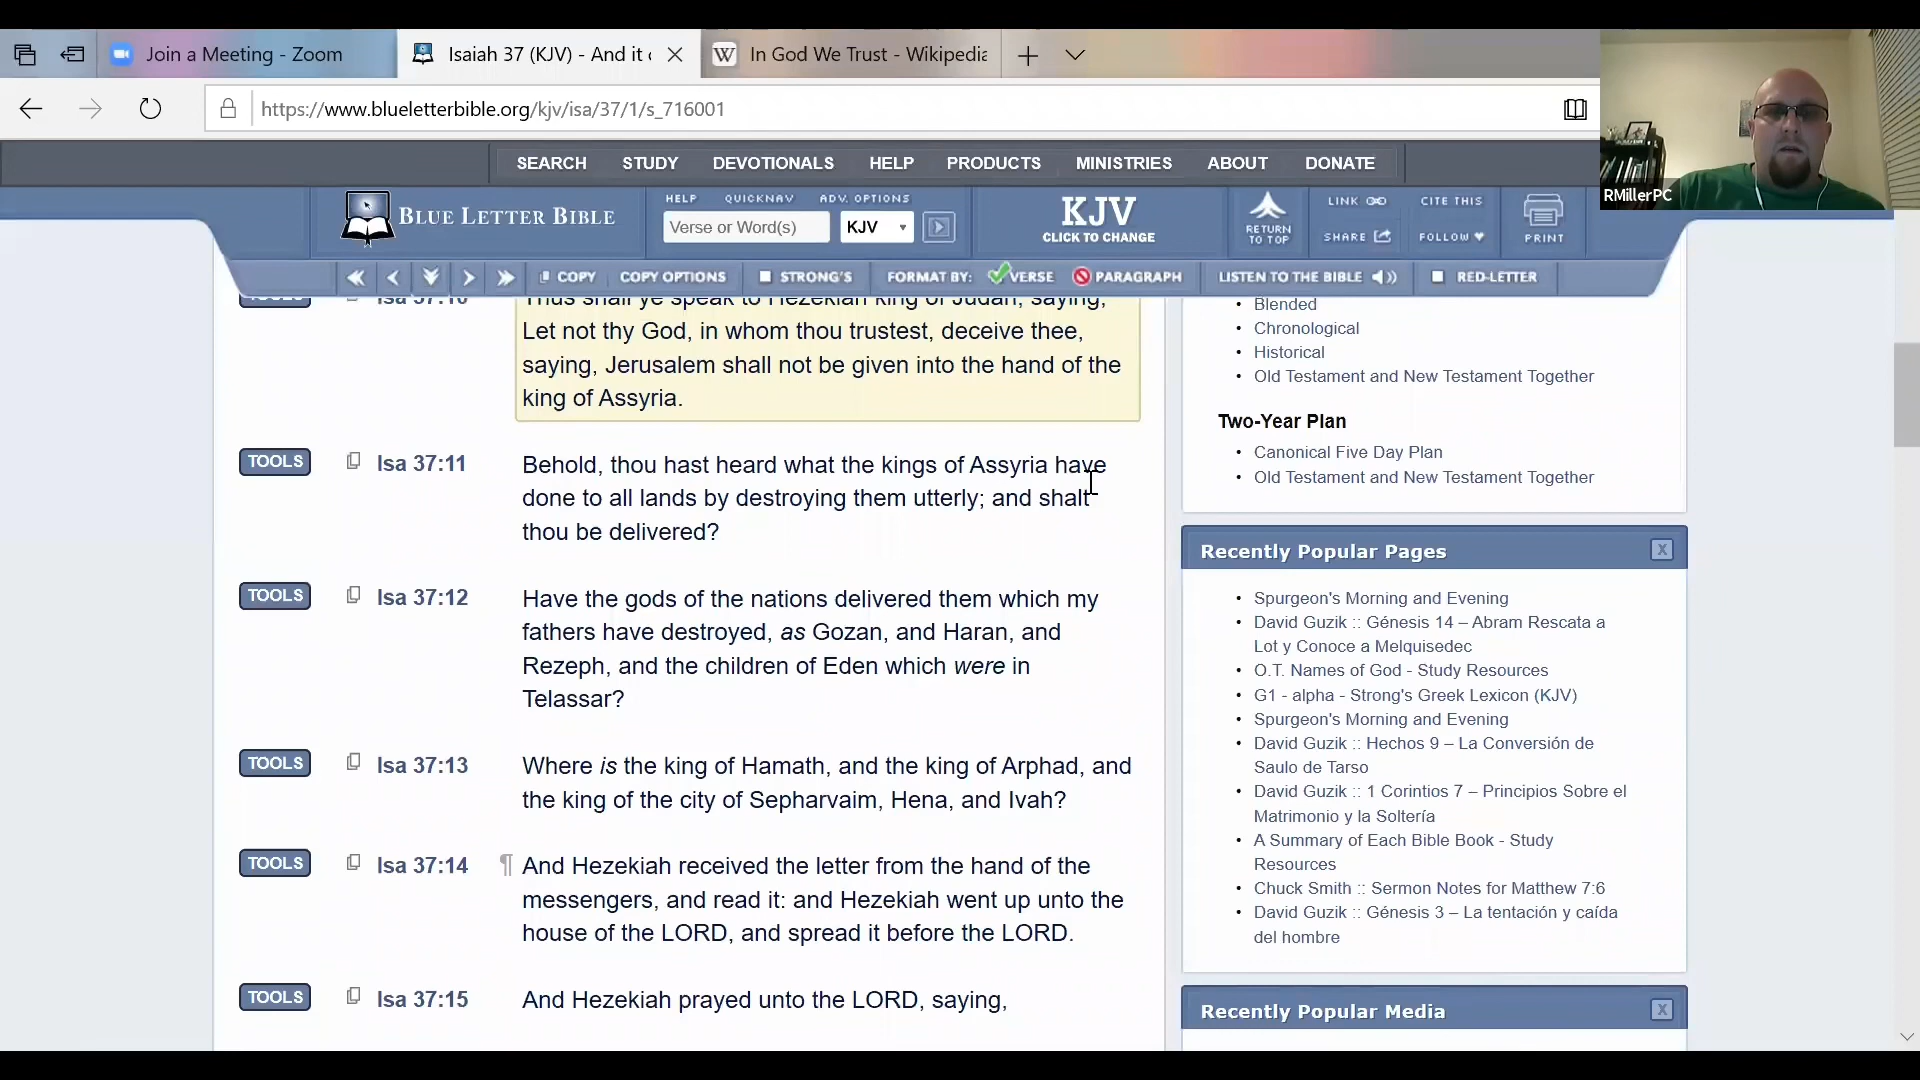 Join a Meeting - Zoom
Isaiah 37 (KJV) - And it c
In God We Trust - Wikipedia
https://www.blueletterbible.org/kjv/isa/37/1/s_716001
SEARCH STUDY DEVOTIONALS HELP PRODUCTS MINISTRIES ABOUT DONATE
RMillerPC
BLUE LETTER BIBLE
HELP QUICKNAV ADV. OPTIONS
Verse or Word(s) KJV
KJV
CLICK TO CHANGE
RETURN
TO TOP
LINK CITE THIS
SHARE FOLLOW
PRINT
COPY COPY OPTIONS STRONG'S FORMAT BY: VERSE PARAGRAPH LISTEN TO THE BIBLE RED-LETTER
TOOLS Isa 37:10 Thus shall ye speak to Hezekiah king of Judah, saying,
Let not thy God, in whom thou trustest, deceive thee,
saying, Jerusalem shall not be given into the hand of the
king of Assyria.
TOOLS Isa 37:11 Behold, thou hast heard what the kings of Assyria have
done to all lands by destroying them utterly; and shalt
thou be delivered?
TOOLS Isa 37:12 Have the gods of the nations delivered them which my
fathers have destroyed, as Gozan, and Haran, and
Rezeph, and the children of Eden which were in
Telassar?
TOOLS Isa 37:13 Where is the king of Hamath, and the king of Arphad, and
the king of the city of Sepharvaim, Hena, and Ivah?
TOOLS Isa 37:14 ¶ And Hezekiah received the letter from the hand of the
messengers, and read it: and Hezekiah went up unto the
house of the LORD, and spread it before the LORD.
TOOLS Isa 37:15 And Hezekiah prayed unto the LORD, saying,
• Blended
• Chronological
• Historical
• Old Testament and New Testament Together
Two-Year Plan
• Canonical Five Day Plan
• Old Testament and New Testament Together
Recently Popular Pages X
• Spurgeon's Morning and Evening
• David Guzik :: Génesis 14 – Abram Rescata a
Lot y Conoce a Melquisedec
• O.T. Names of God - Study Resources
• G1 - alpha - Strong's Greek Lexicon (KJV)
• Spurgeon's Morning and Evening
• David Guzik :: Hechos 9 – La Conversión de
Saulo de Tarso
• David Guzik :: 1 Corintios 7 – Principios Sobre el
Matrimonio y la Soltería
• A Summary of Each Bible Book - Study
Resources
• Chuck Smith :: Sermon Notes for Matthew 7:6
• David Guzik :: Génesis 3 – La tentación y caída
del hombre
Recently Popular Media X